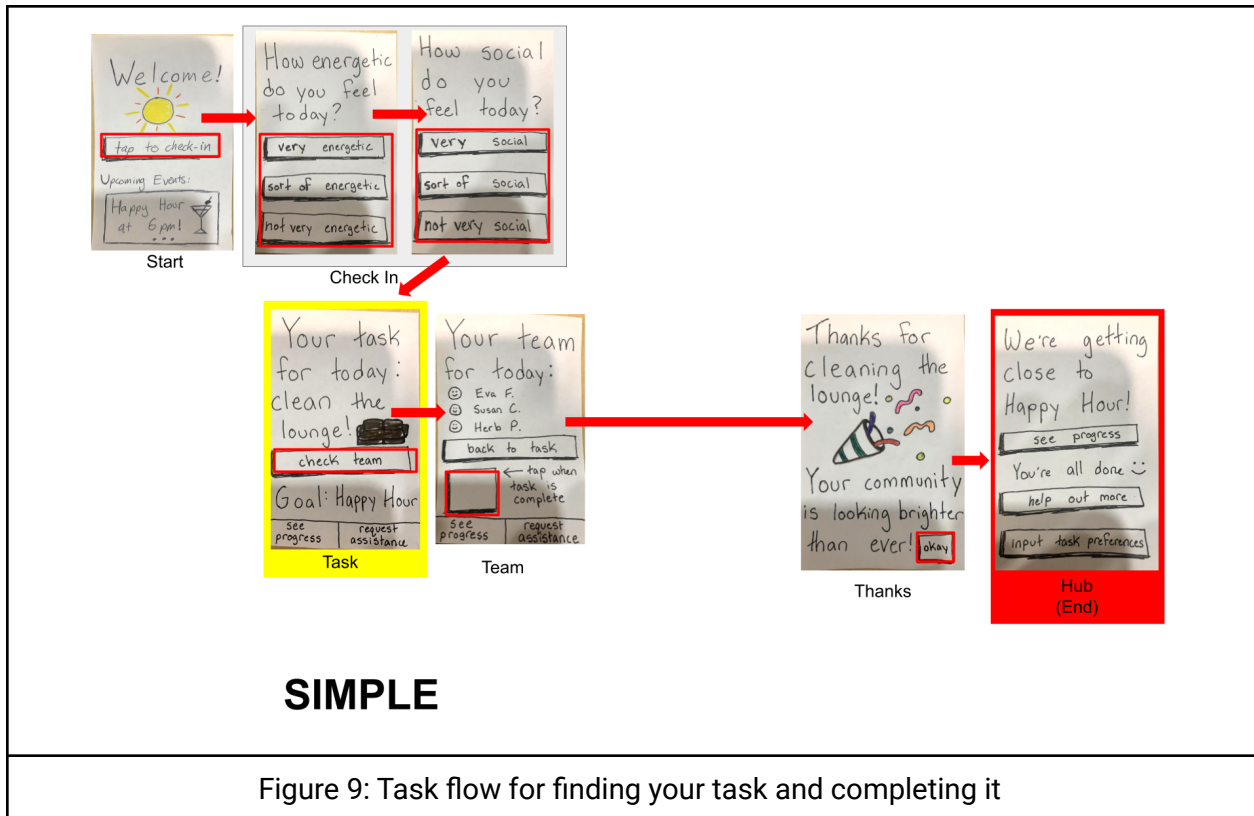 Welcome!
tap to check-in
Upcoming Events:
Happy Hour
at 6pm!
Start
How energetic
do you feel
today?
very energetic
sort of energetic
not very energetic
How social
do you
feel today?
very social
sort of social
not very social
Check In
Your task
for today:
clean the
lounge!
check team
Goal: Happy Hour
see
progress
request
assistance
Task
Your team
for today:
Eva F.
Susan C.
Herb P.
back to task
← tap when
task is
complete
see
progress
request
assistance
Team
Thanks for
cleaning the
lounge!
Your community
is looking brighter
than ever!
okay
Thanks
We're getting
close to
Happy Hour!
see progress
You're all done
help out more
input task preferences
Hub
(End)
SIMPLE
Figure 9: Task flow for finding your task and completing it